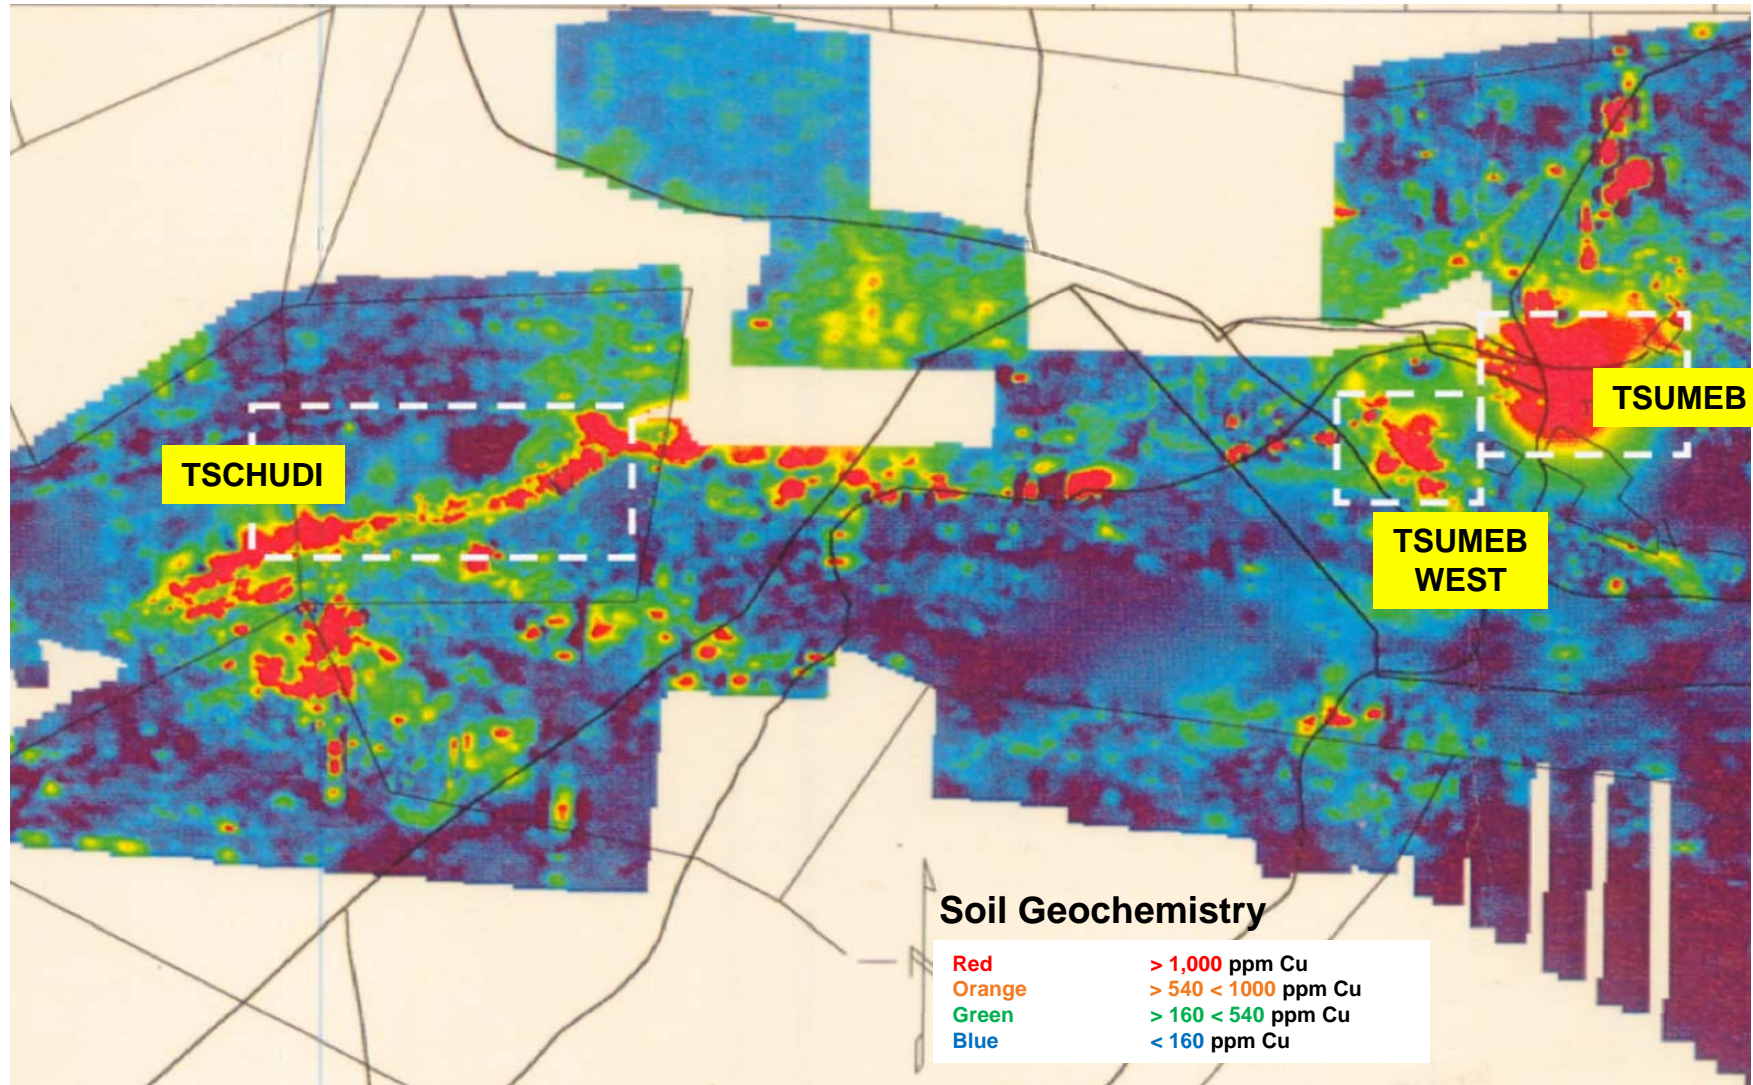 TSUMEB
TSCHUDI
TSUMEB
WEST
Soil Geochemistry
Red > 1,000 ppm Cu
Orange > 540 < 1000 ppm Cu
Green > 160 < 540 ppm Cu
Blue < 160 ppm Cu